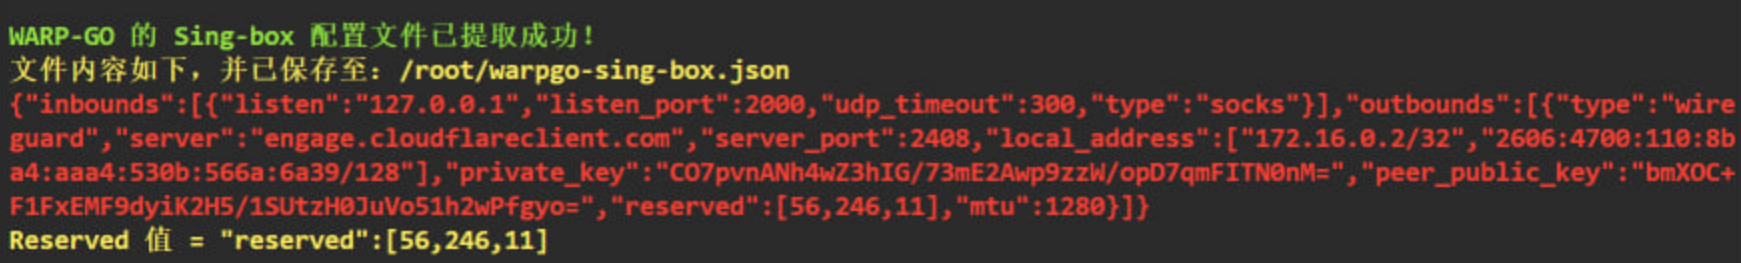 WARP-GO 的 Sing-box 配置文件已提取成功!
文件内容如下，并已保存至：/root/warpgo-sing-box.json
{"inbounds":[{"listen":"127.0.0.1","listen_port":2000,"udp_timeout":300,"type":"socks"}],"outbounds":[{"type":"wire
guard","server":"engage.cloudflareclient.com","server_port":2408,"local_address":["172.16.0.2/32","2606:4700:110:8b
a4:aaa4:530b:566a:6a39/128"],"private_key":"CO7pvnANh4wZ3hIG/73mE2Awp9zzW/opD7qmFITN0nM=","peer_public_key":"bmXOC+
F1FxEMF9dyiK2H5/1SUtzH0JuVo51h2wPfgyo=","reserved":[56,246,11],"mtu":1280}]}
Reserved 值 = "reserved":[56,246,11]